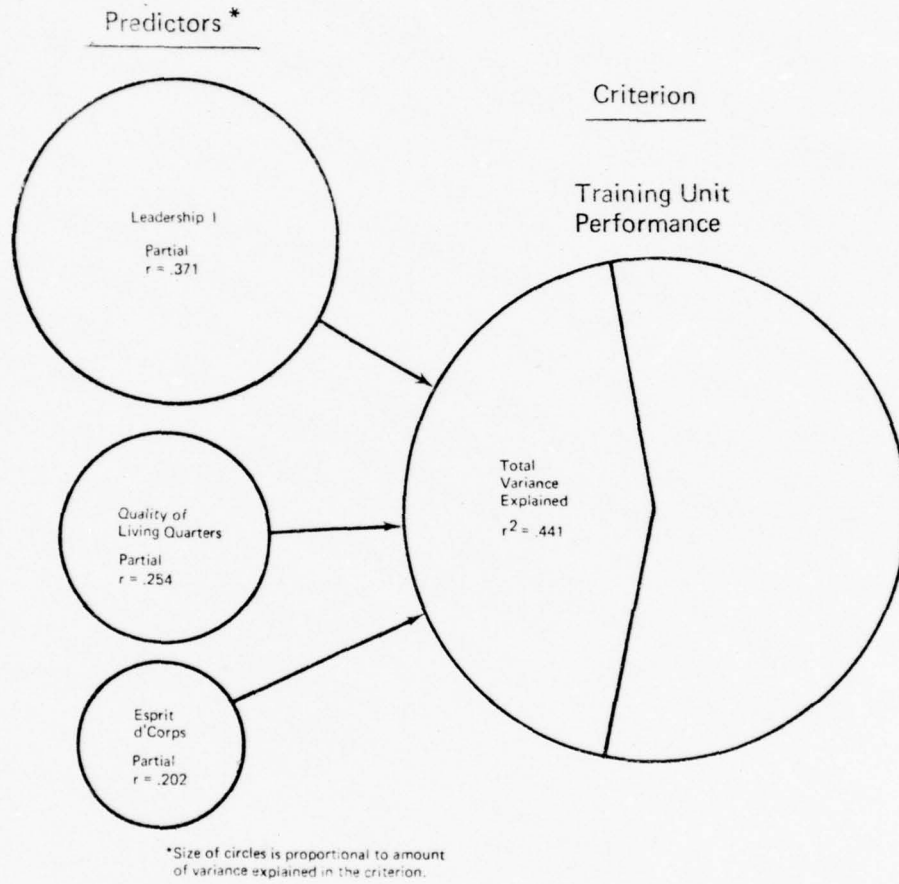 Predictors *
Leadership I
Partial
r = .371
Quality of
Living Quarters
Partial
r = .254
Esprit
d'Corps
Partial
r = .202
Criterion
Training Unit
Performance
Total
Variance
Explained
r² = .441
*Size of circles is proportional to amount
of variance explained in the criterion.